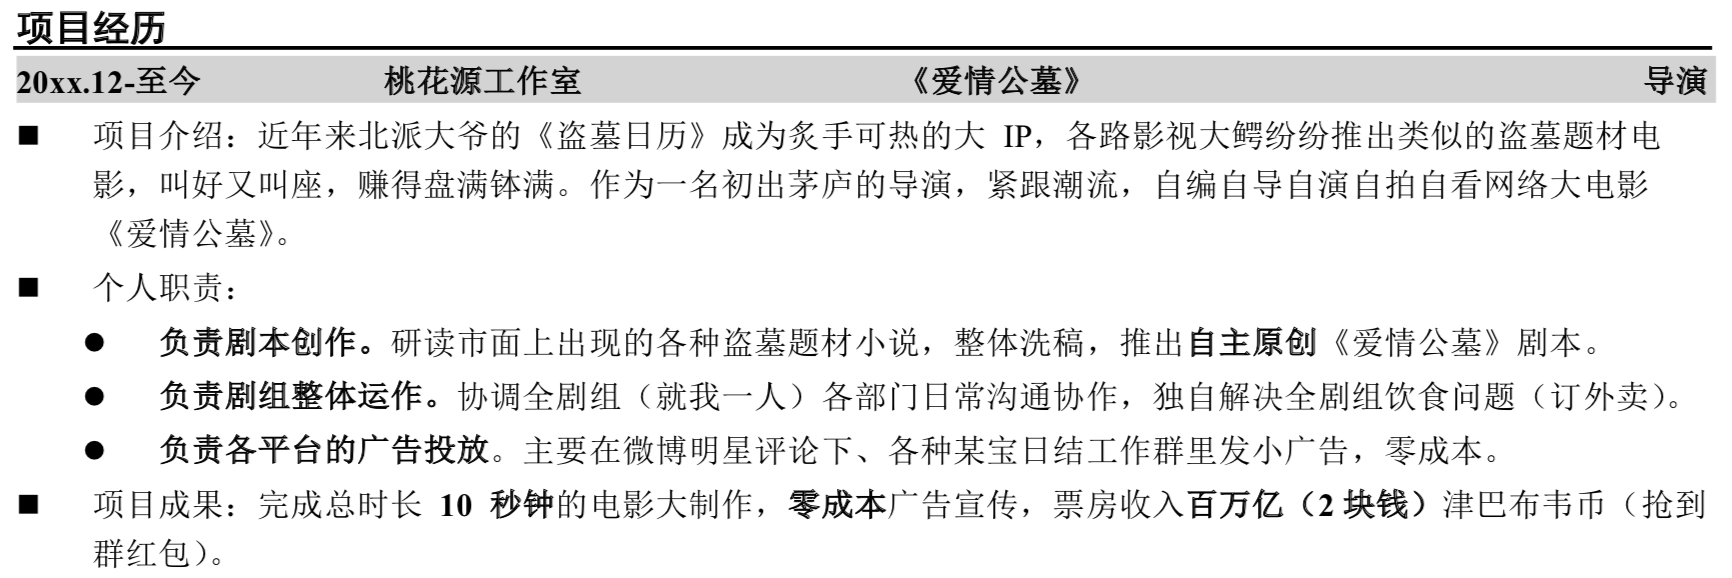 项目经历
20xx.12-至今 桃花源工作室 《爱情公墓》 导演
■ 项目介绍：近年来北派大爷的《盗墓日历》成为炙手可热的大 IP，各路影视大鳄纷纷推出类似的盗墓题材电
影，叫好又叫座，赚得盘满钵满。作为一名初出茅庐的导演，紧跟潮流，自编自导自演自拍自看网络大电影
《爱情公墓》。
■ 个人职责：
● 负责剧本创作。研读市面上出现的各种盗墓题材小说，整体洗稿，推出自主原创《爱情公墓》剧本。
● 负责剧组整体运作。协调全剧组（就我一人）各部门日常沟通协作，独自解决全剧组饮食问题（订外卖）。
● 负责各平台的广告投放。主要在微博明星评论下、各种某宝日结工作群里发小广告，零成本。
■ 项目成果：完成总时长 10 秒钟的电影大制作，零成本广告宣传，票房收入百万亿（2 块钱）津巴布韦币（抢到
群红包）。